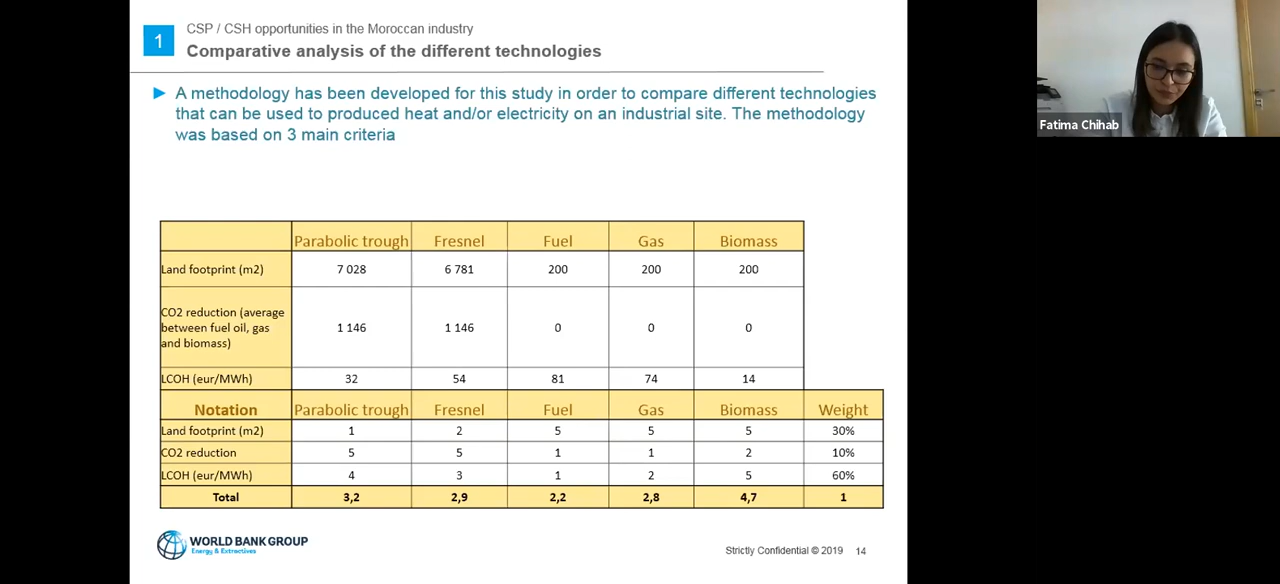 1
CSP / CSH opportunities in the Moroccan industry
Comparative analysis of the different technologies
A methodology has been developed for this study in order to compare different technologies
that can be used to produced heat and/or electricity on an industrial site. The methodology
was based on 3 main criteria
Fatima Chihab
Parabolic trough Fresnel Fuel Gas Biomass
Land footprint (m2) 7 028 6 781 200 200 200
CO2 reduction (average
between fuel oil, gas
and biomass) 1 146 1 146 0 0 0
LCOH (eur/MWh) 32 54 81 74 14
Notation Parabolic trough Fresnel Fuel Gas Biomass Weight
Land footprint (m2) 1 2 5 5 5 30%
CO2 reduction 5 5 1 1 2 10%
LCOH (eur/MWh) 4 3 1 2 5 60%
Total 3,2 2,9 2,2 2,8 4,7 1
WORLD BANK GROUP
Energy & Extractives
Strictly Confidential © 2019 14